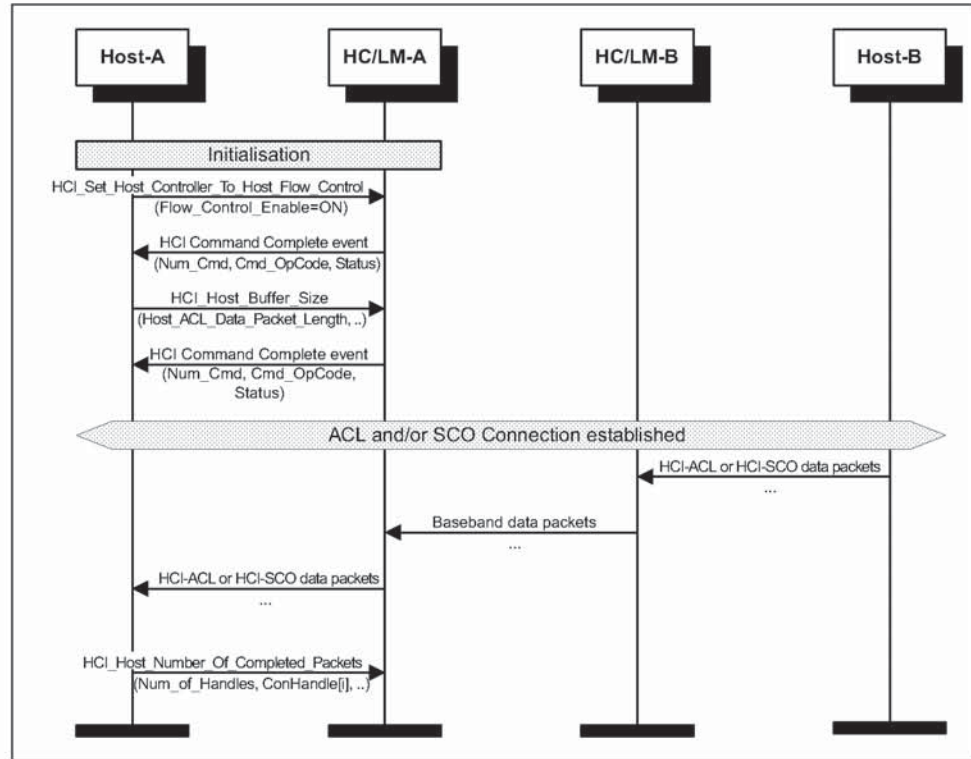 Host-A
HC/LM-A
HC/LM-B
Host-B
Initialisation
HCI_Set_Host_Controller_To_Host_Flow_Control
(Flow_Control_Enable=ON)
HCI Command Complete event
(Num_Cmd, Cmd_OpCode, Status)
HCI_Host_Buffer_Size
(Host_ACL_Data_Packet_Length, ..)
HCI Command Complete event
(Num_Cmd, Cmd_OpCode,
Status)
ACL and/or SCO Connection established
HCI-ACL or HCI-SCO data packets
...
Baseband data packets
...
HCI-ACL or HCI-SCO data packets
...
HCI_Host_Number_Of_Completed_Packets
(Num_of_Handles, ConHandle[i], ..)